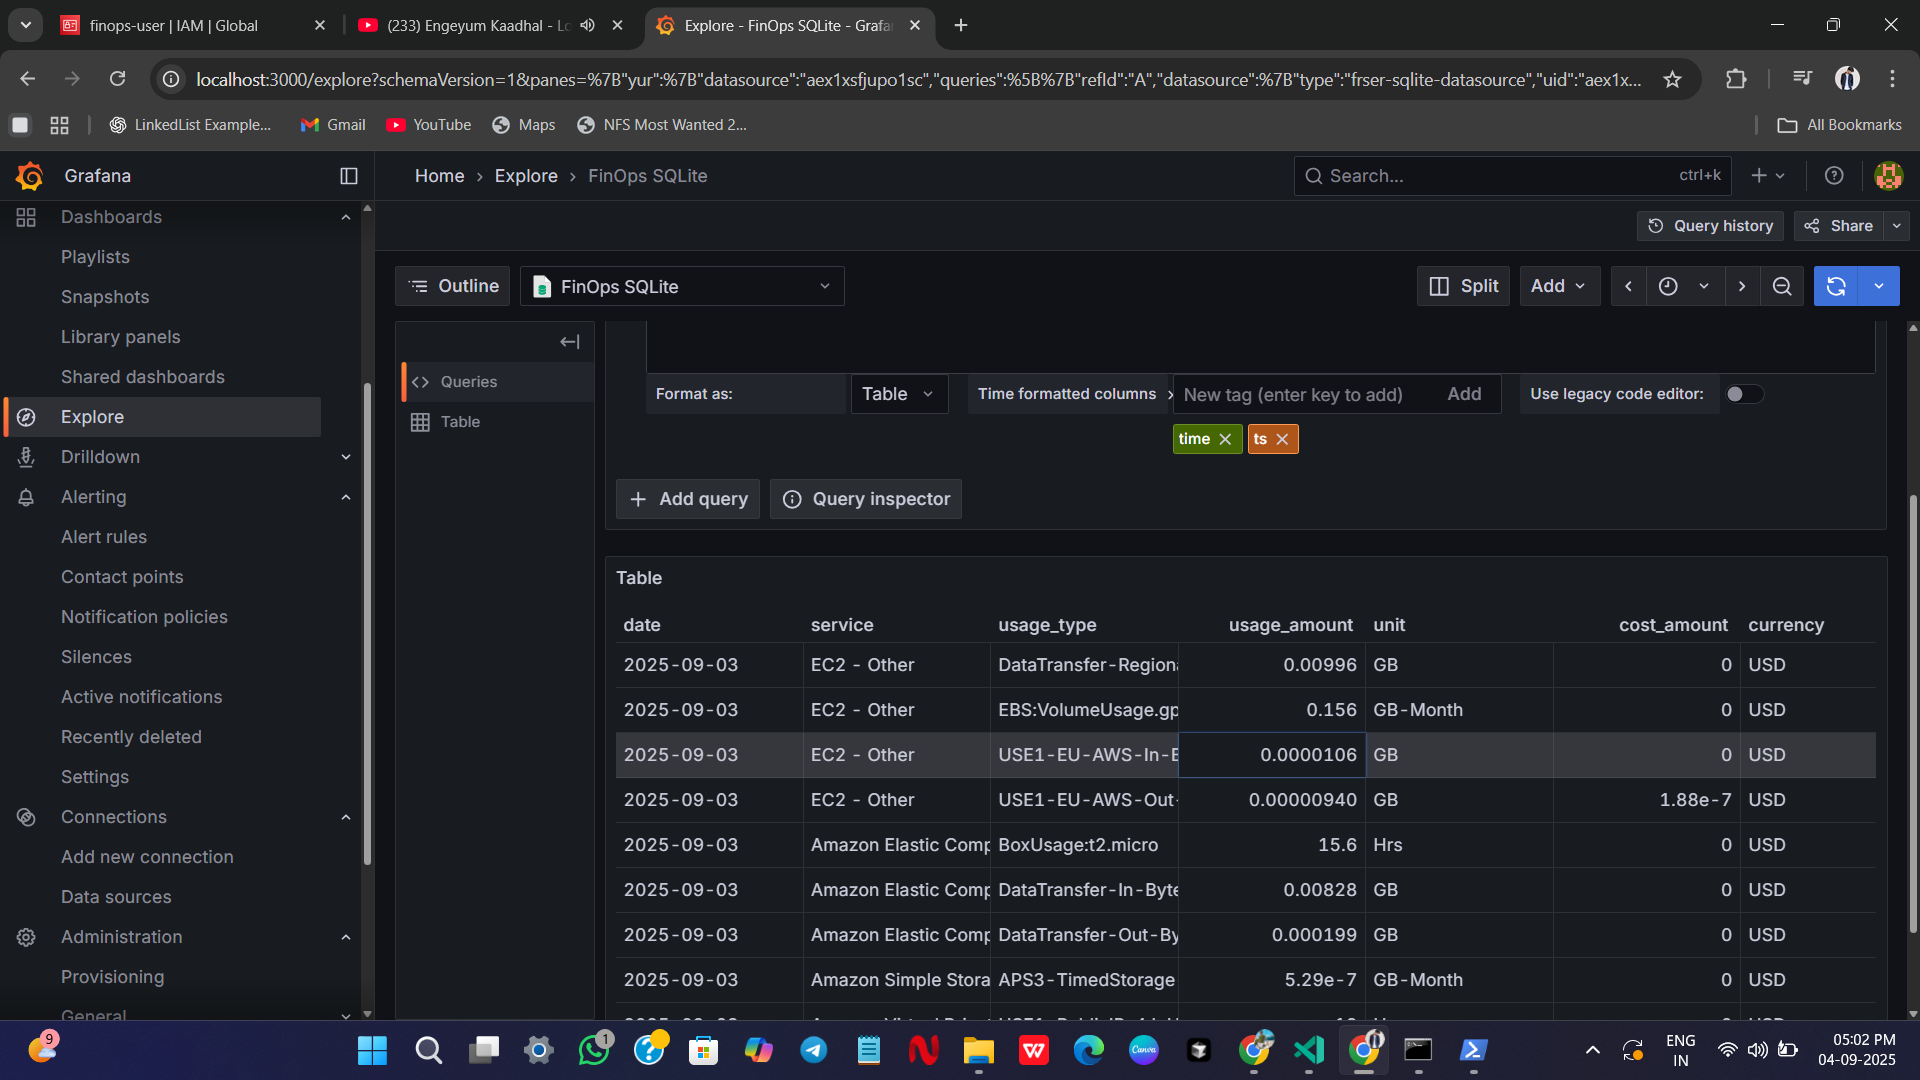 finops-user | IAM | Global
(233) Engeyum Kaadhal - Lo
Explore - FinOps SQLite - Grafa
localhost:3000/explore?schemaVersion=1&panes=%7B"yur":%7B"datasource":"aex1xsfjupo1sc","queries":%5B%7B"refId":"A","datasource":%7B"type":"frser-sqlite-datasource","uid":"aex1x...
LinkedList Example...
Gmail
YouTube
Maps
NFS Most Wanted 2...
All Bookmarks
Grafana
Home › Explore › FinOps SQLite
Search... ctrl+k
Query history
Share
Dashboards
Playlists
Snapshots
Library panels
Shared dashboards
Explore
Drilldown
Alerting
Alert rules
Contact points
Notification policies
Silences
Active notifications
Recently deleted
Settings
Connections
Add new connection
Data sources
Administration
Provisioning
General
Outline
FinOps SQLite
Split
Add
Queries
Table
Format as: Table
Time formatted columns
New tag (enter key to add) Add
Use legacy code editor:
time
ts
Add query
Query inspector
Table
date service usage_type usage_amount unit cost_amount currency
2025-09-03 EC2 - Other DataTransfer-Regiona 0.00996 GB 0 USD
2025-09-03 EC2 - Other EBS:VolumeUsage.gp 0.156 GB-Month 0 USD
2025-09-03 EC2 - Other USE1-EU-AWS-In-B 0.0000106 GB 0 USD
2025-09-03 EC2 - Other USE1-EU-AWS-Out- 0.00000940 GB 1.88e-7 USD
2025-09-03 Amazon Elastic Comp BoxUsage:t2.micro 15.6 Hrs 0 USD
2025-09-03 Amazon Elastic Comp DataTransfer-In-Byte 0.00828 GB 0 USD
2025-09-03 Amazon Elastic Comp DataTransfer-Out-By 0.000199 GB 0 USD
2025-09-03 Amazon Simple Stora APS3-TimedStorage 5.29e-7 GB-Month 0 USD
9
1
Canva
ENG
IN
05:02 PM
04-09-2025